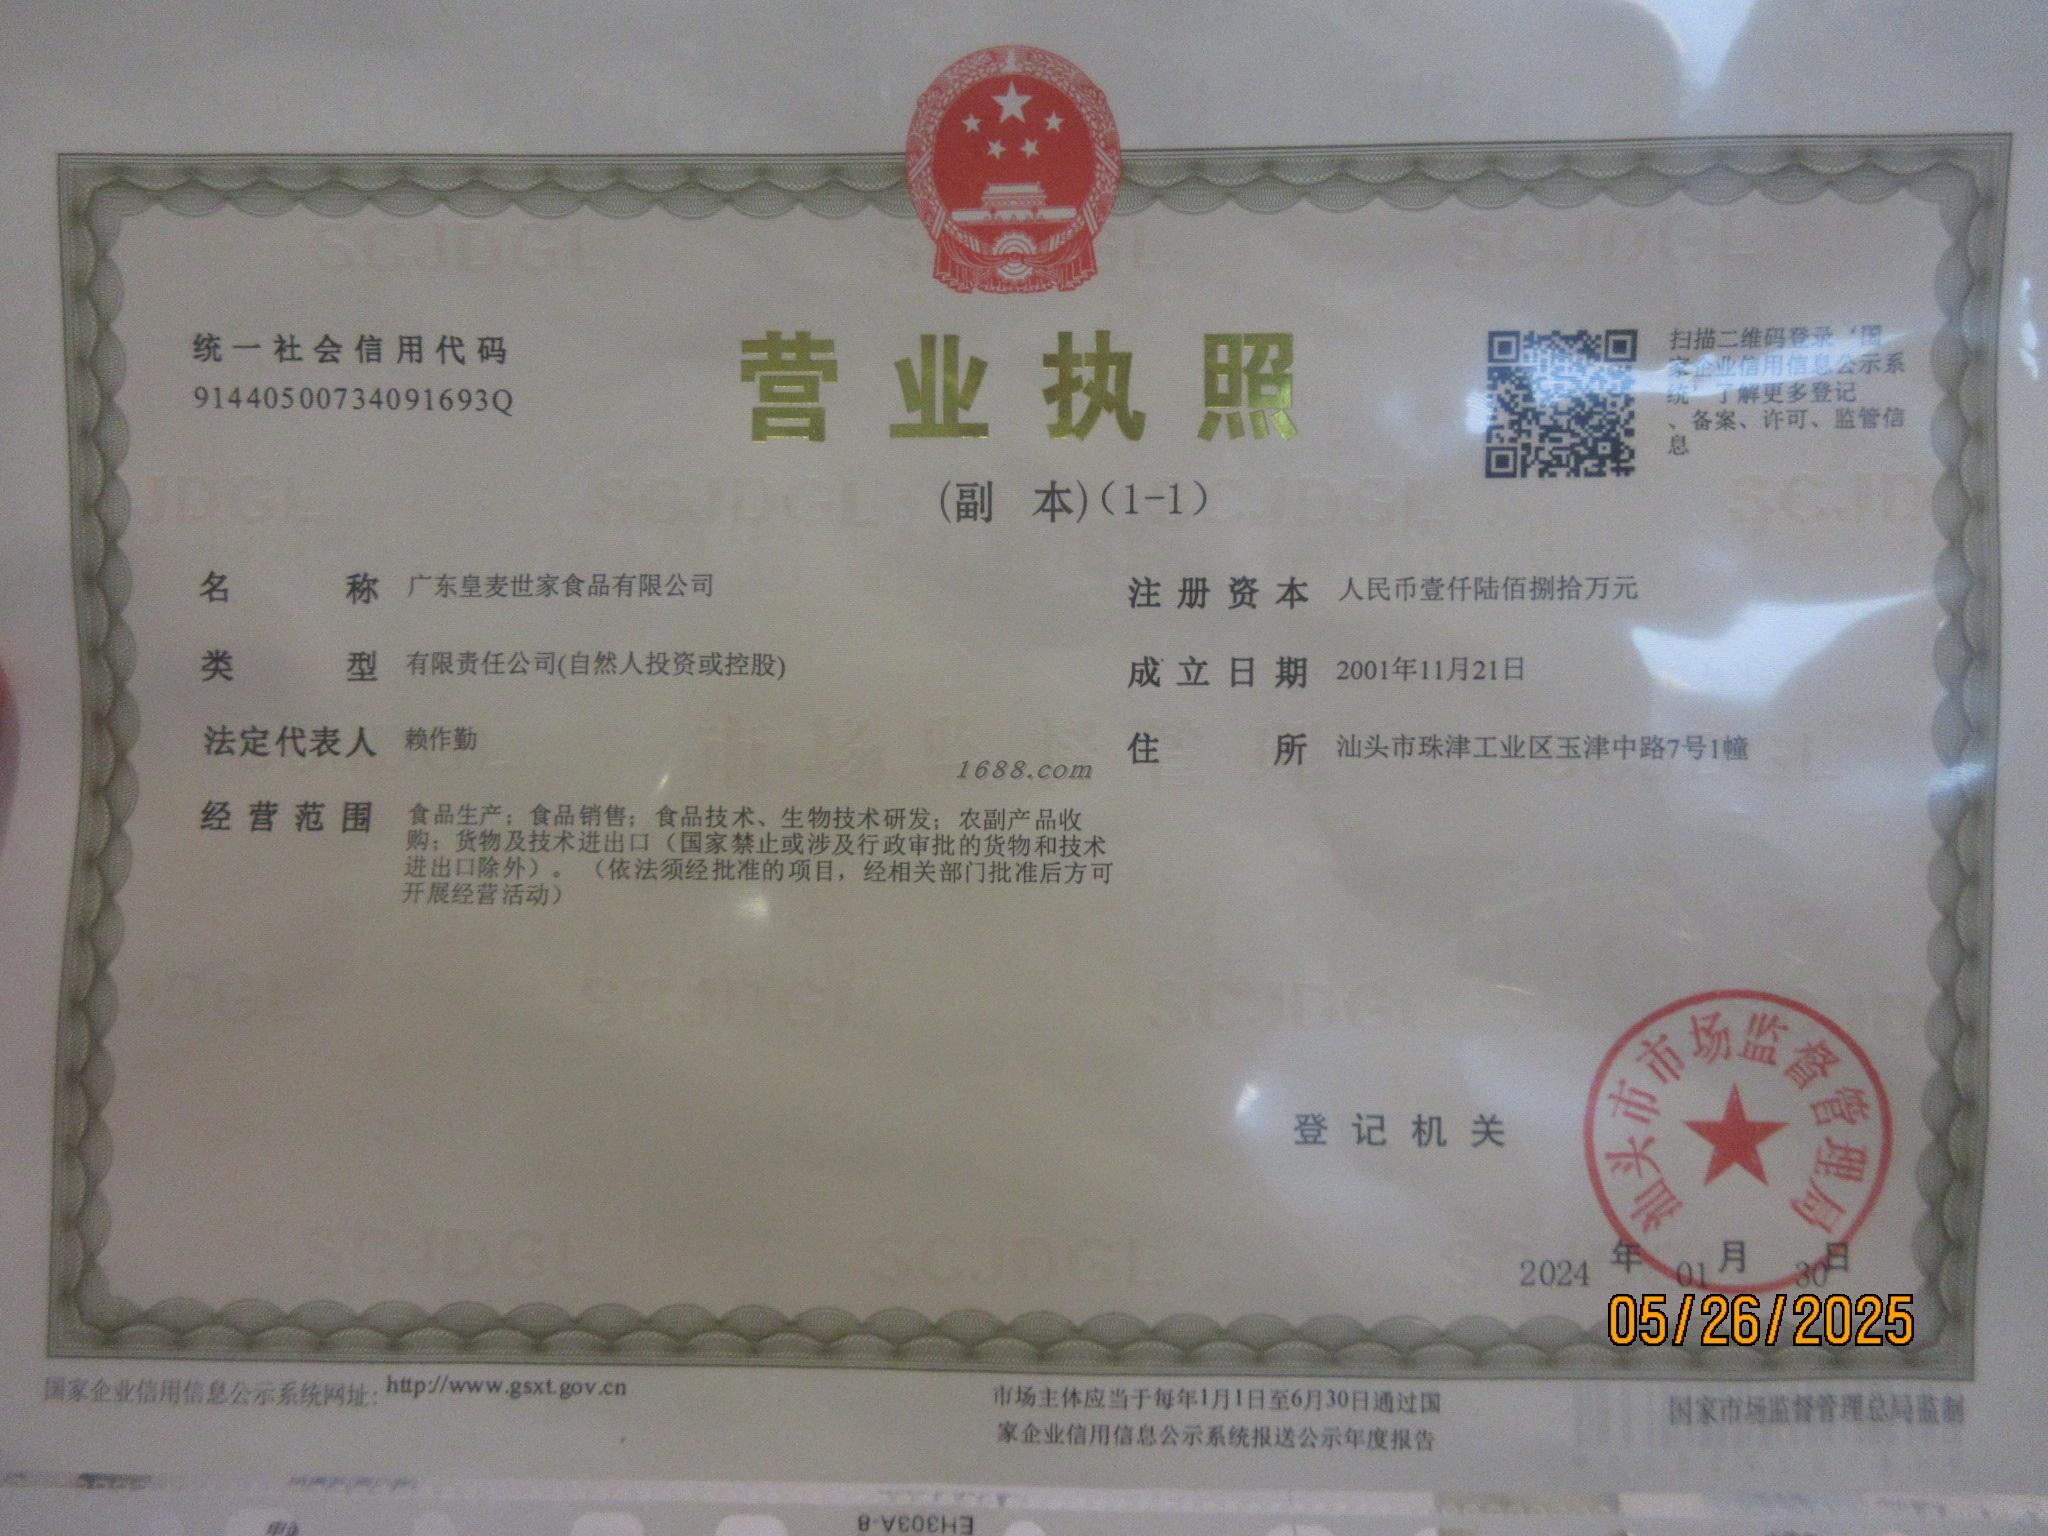 统一社会信用代码
91440500734091693Q
营业执照
(副 本)(1-1)
扫描二维码登录‘国
家企业信用信息公示系
统’了解更多登记
、备案、许可、监管信
息
名称 广东皇麦世家食品有限公司
类型 有限责任公司(自然人投资或控股)
法定代表人 赖作勤
经营范围 食品生产；食品销售；食品技术、生物技术研发；农副产品收
购；货物及技术进出口（国家禁止或涉及行政审批的货物和技术
进出口除外）。（依法须经批准的项目，经相关部门批准后方可
开展经营活动）
注册资本 人民币壹仟陆佰捌拾万元
成立日期 2001年11月21日
住所 汕头市珠津工业区玉津中路7号1幢
1688.com
登记机关
汕头市市场监督管理局
2024年01月30日
05/26/2025
国家企业信用信息公示系统网址: http://www.gsxt.gov.cn
市场主体应当于每年1月1日至6月30日通过国
家企业信用信息公示系统报送公示年度报告
国家市场监督管理总局监制
EH303A-8
SCJDGL